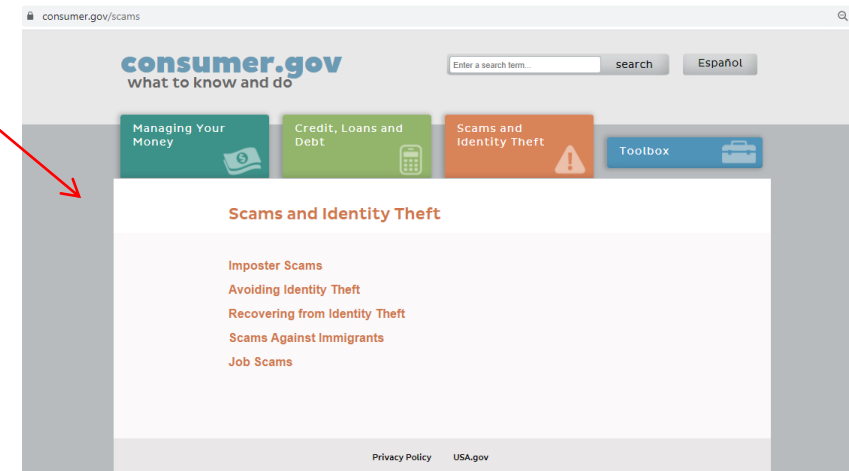 consumer.gov/scams
consumer.gov
what to know and do
Enter a search term...
search
Español
Managing Your
Money
Credit, Loans and
Debt
Scams and
Identity Theft
Toolbox
Scams and Identity Theft
Imposter Scams
Avoiding Identity Theft
Recovering from Identity Theft
Scams Against Immigrants
Job Scams
Privacy Policy USA.gov